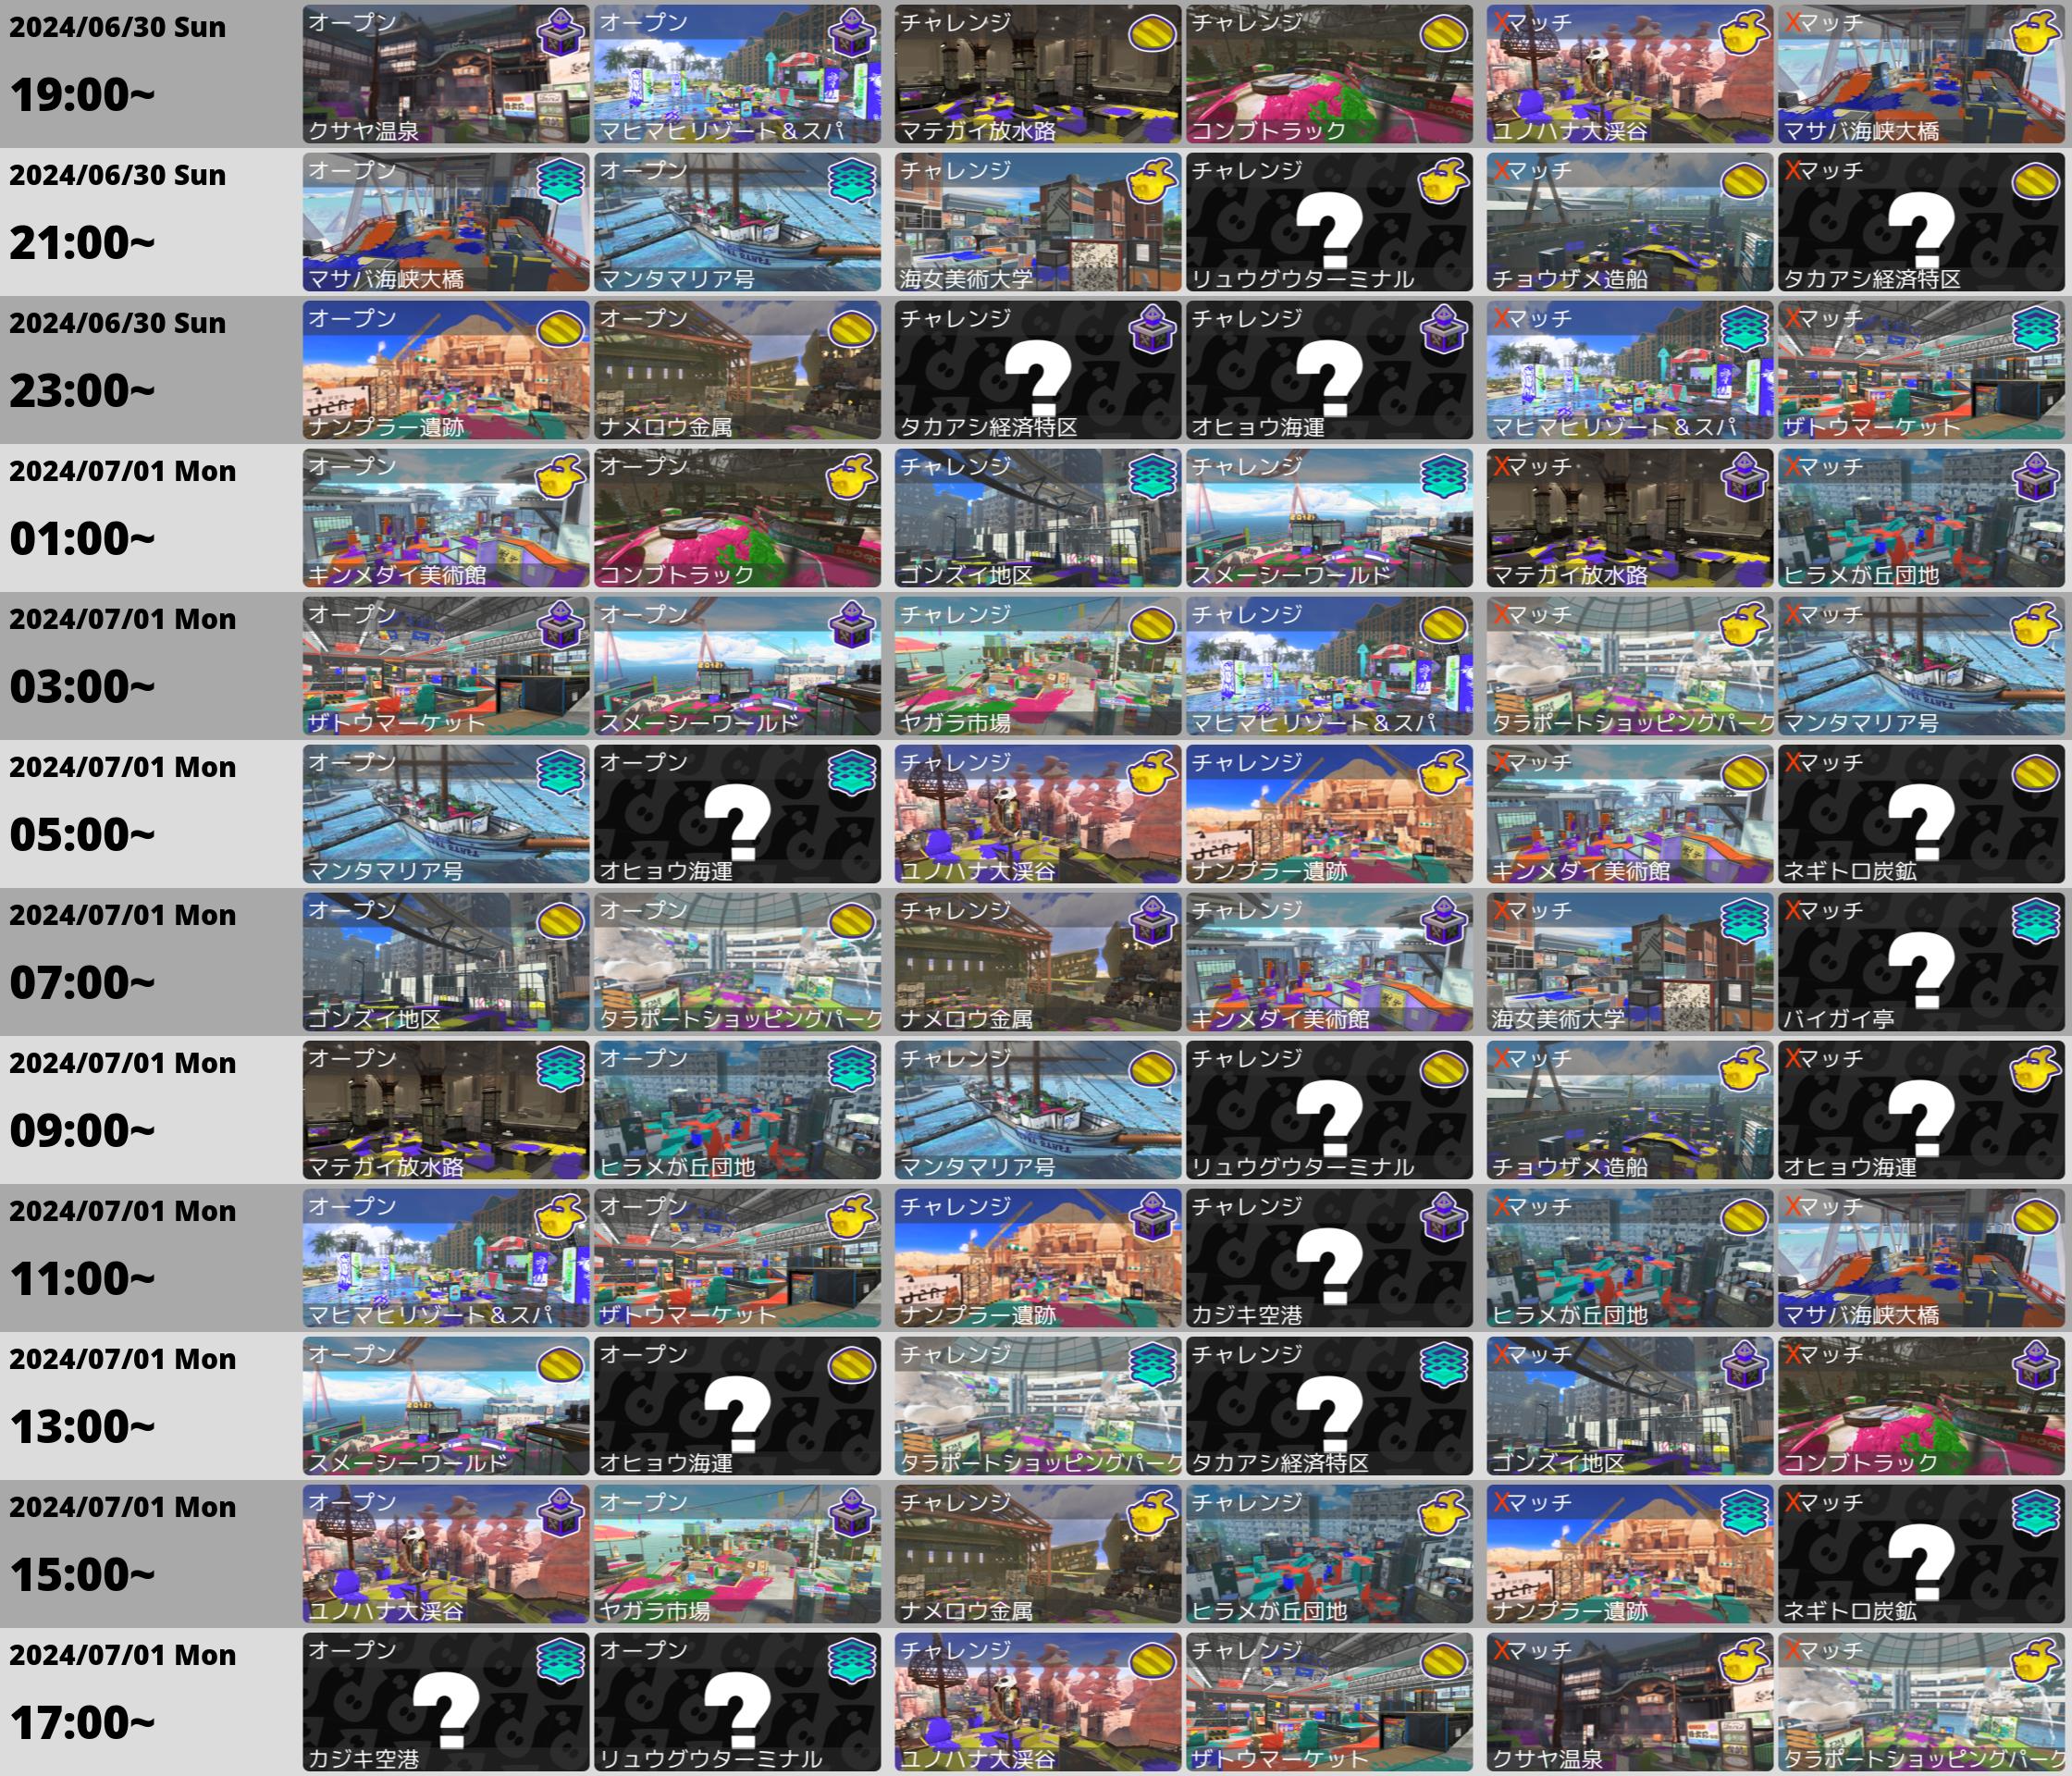 2024/06/30 Sun
19:00~
オープン
クサヤ温泉
オープン
マヒマヒリゾート＆スパ
チャレンジ
マテガイ放水路
チャレンジ
コンブトラック
Xマッチ
ユノハナ大渓谷
Xマッチ
マサバ海峡大橋
2024/06/30 Sun
21:00~
オープン
マサバ海峡大橋
オープン
マンタマリア号
チャレンジ
海女美術大学
チャレンジ
リュウグウターミナル
Xマッチ
チョウザメ造船
Xマッチ
タカアシ経済特区
2024/06/30 Sun
23:00~
オープン
ナンプラー遺跡
オープン
ナメロウ金属
チャレンジ
タカアシ経済特区
チャレンジ
オヒョウ海運
Xマッチ
マヒマヒリゾート＆スパ
Xマッチ
ザトウマーケット
2024/07/01 Mon
01:00~
オープン
キンメダイ美術館
オープン
コンブトラック
チャレンジ
ゴンズイ地区
チャレンジ
スメーシーワールド
Xマッチ
マテガイ放水路
Xマッチ
ヒラメが丘団地
2024/07/01 Mon
03:00~
オープン
ザトウマーケット
オープン
スメーシーワールド
チャレンジ
ヤガラ市場
チャレンジ
マヒマヒリゾート＆スパ
Xマッチ
タラポートショッピングパーク
Xマッチ
マンタマリア号
2024/07/01 Mon
05:00~
オープン
マンタマリア号
オープン
オヒョウ海運
チャレンジ
ユノハナ大渓谷
チャレンジ
ナンプラー遺跡
Xマッチ
キンメダイ美術館
Xマッチ
ネギトロ炭鉱
2024/07/01 Mon
07:00~
オープン
ゴンズイ地区
オープン
タラポートショッピングパーク
チャレンジ
ナメロウ金属
チャレンジ
キンメダイ美術館
Xマッチ
海女美術大学
Xマッチ
バイガイ亭
2024/07/01 Mon
09:00~
オープン
マテガイ放水路
オープン
ヒラメが丘団地
チャレンジ
マンタマリア号
チャレンジ
リュウグウターミナル
Xマッチ
チョウザメ造船
Xマッチ
オヒョウ海運
2024/07/01 Mon
11:00~
オープン
マヒマヒリゾート＆スパ
オープン
ザトウマーケット
チャレンジ
ナンプラー遺跡
チャレンジ
カジキ空港
Xマッチ
ヒラメが丘団地
Xマッチ
マサバ海峡大橋
2024/07/01 Mon
13:00~
オープン
スメーシーワールド
オープン
オヒョウ海運
チャレンジ
タラポートショッピングパーク
チャレンジ
タカアシ経済特区
Xマッチ
ゴンズイ地区
Xマッチ
コンブトラック
2024/07/01 Mon
15:00~
オープン
ユノハナ大渓谷
オープン
ヤガラ市場
チャレンジ
ナメロウ金属
チャレンジ
ヒラメが丘団地
Xマッチ
ナンプラー遺跡
Xマッチ
ネギトロ炭鉱
2024/07/01 Mon
17:00~
オープン
カジキ空港
オープン
リュウグウターミナル
チャレンジ
ユノハナ大渓谷
チャレンジ
ザトウマーケット
Xマッチ
クサヤ温泉
Xマッチ
タラポートショッピングパーク